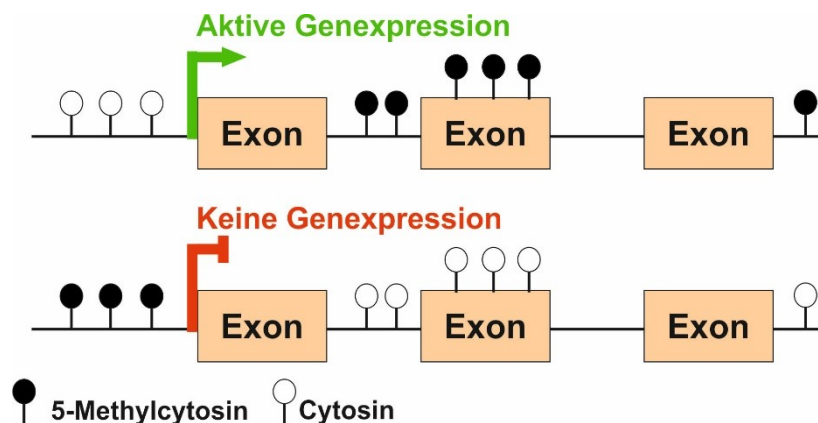 Aktive Genexpression
Exon Exon Exon
Keine Genexpression
Exon Exon Exon
5-Methylcytosin Cytosin